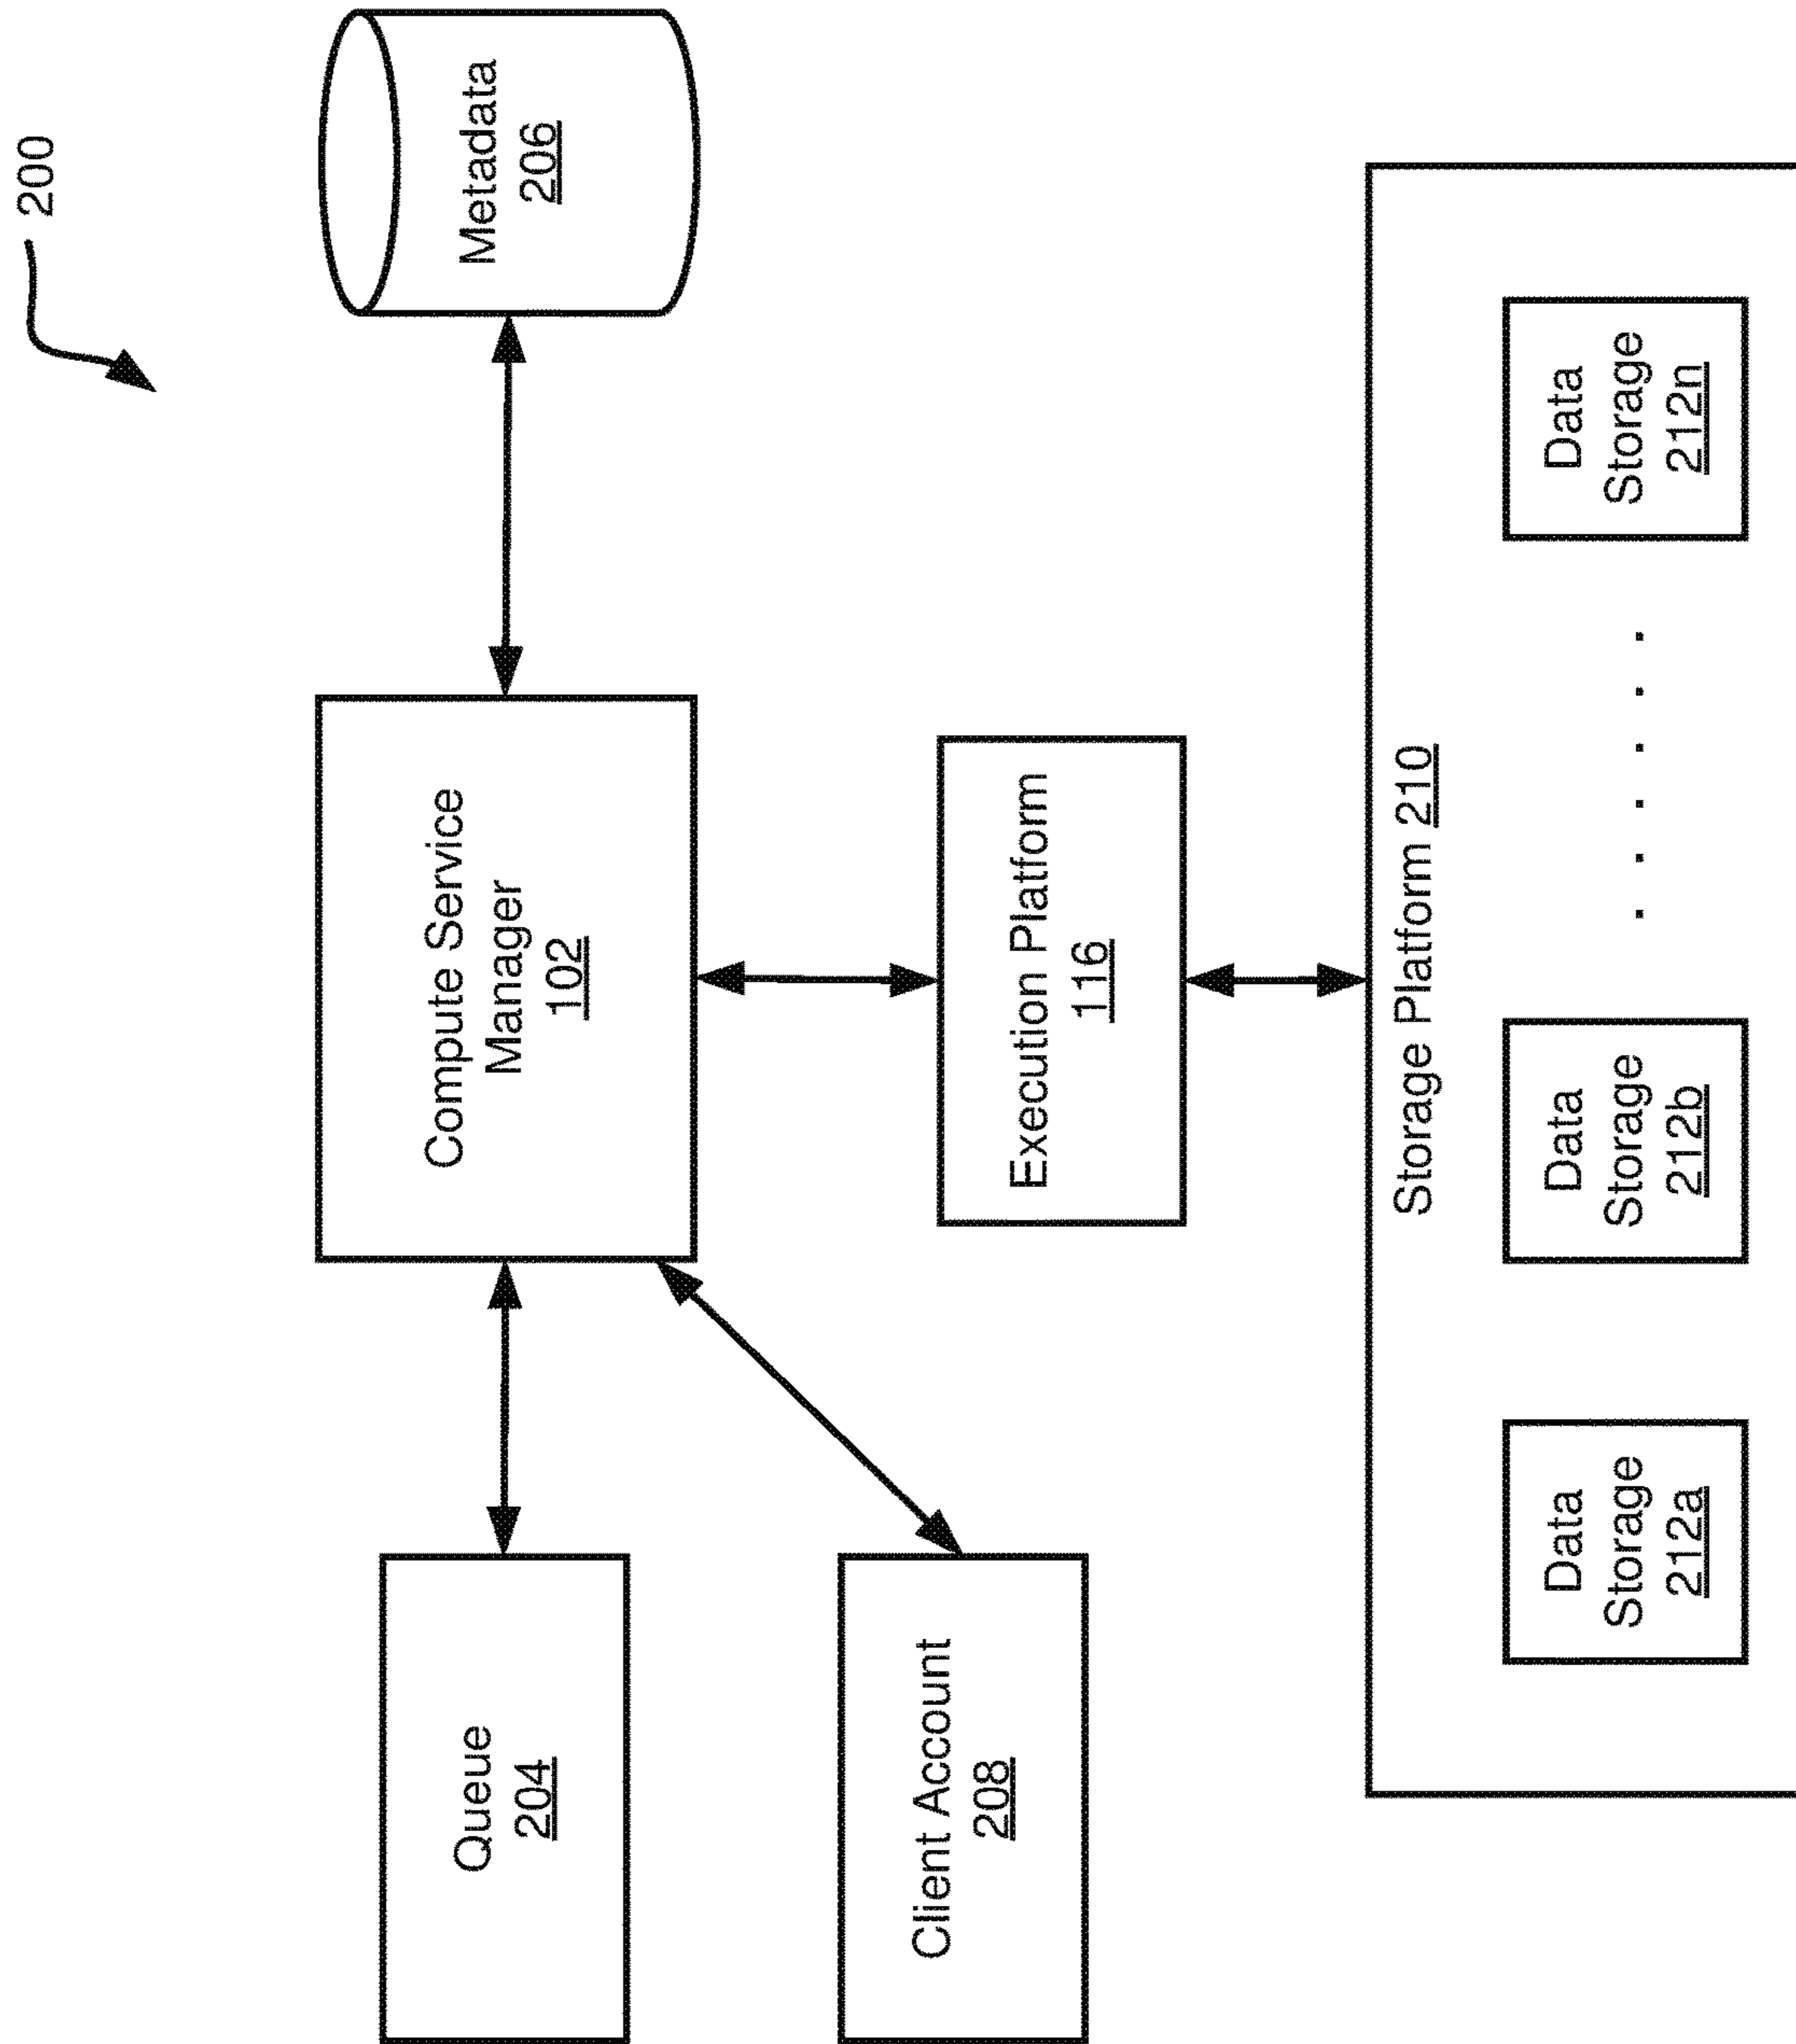 200
Queue
204
Compute Service
Manager
102
Metadata
206
Client Account
208
Execution Platform
116
Storage Platform 210
Data
Storage
212a
Data
Storage
212b
. . . . . .
Data
Storage
212n